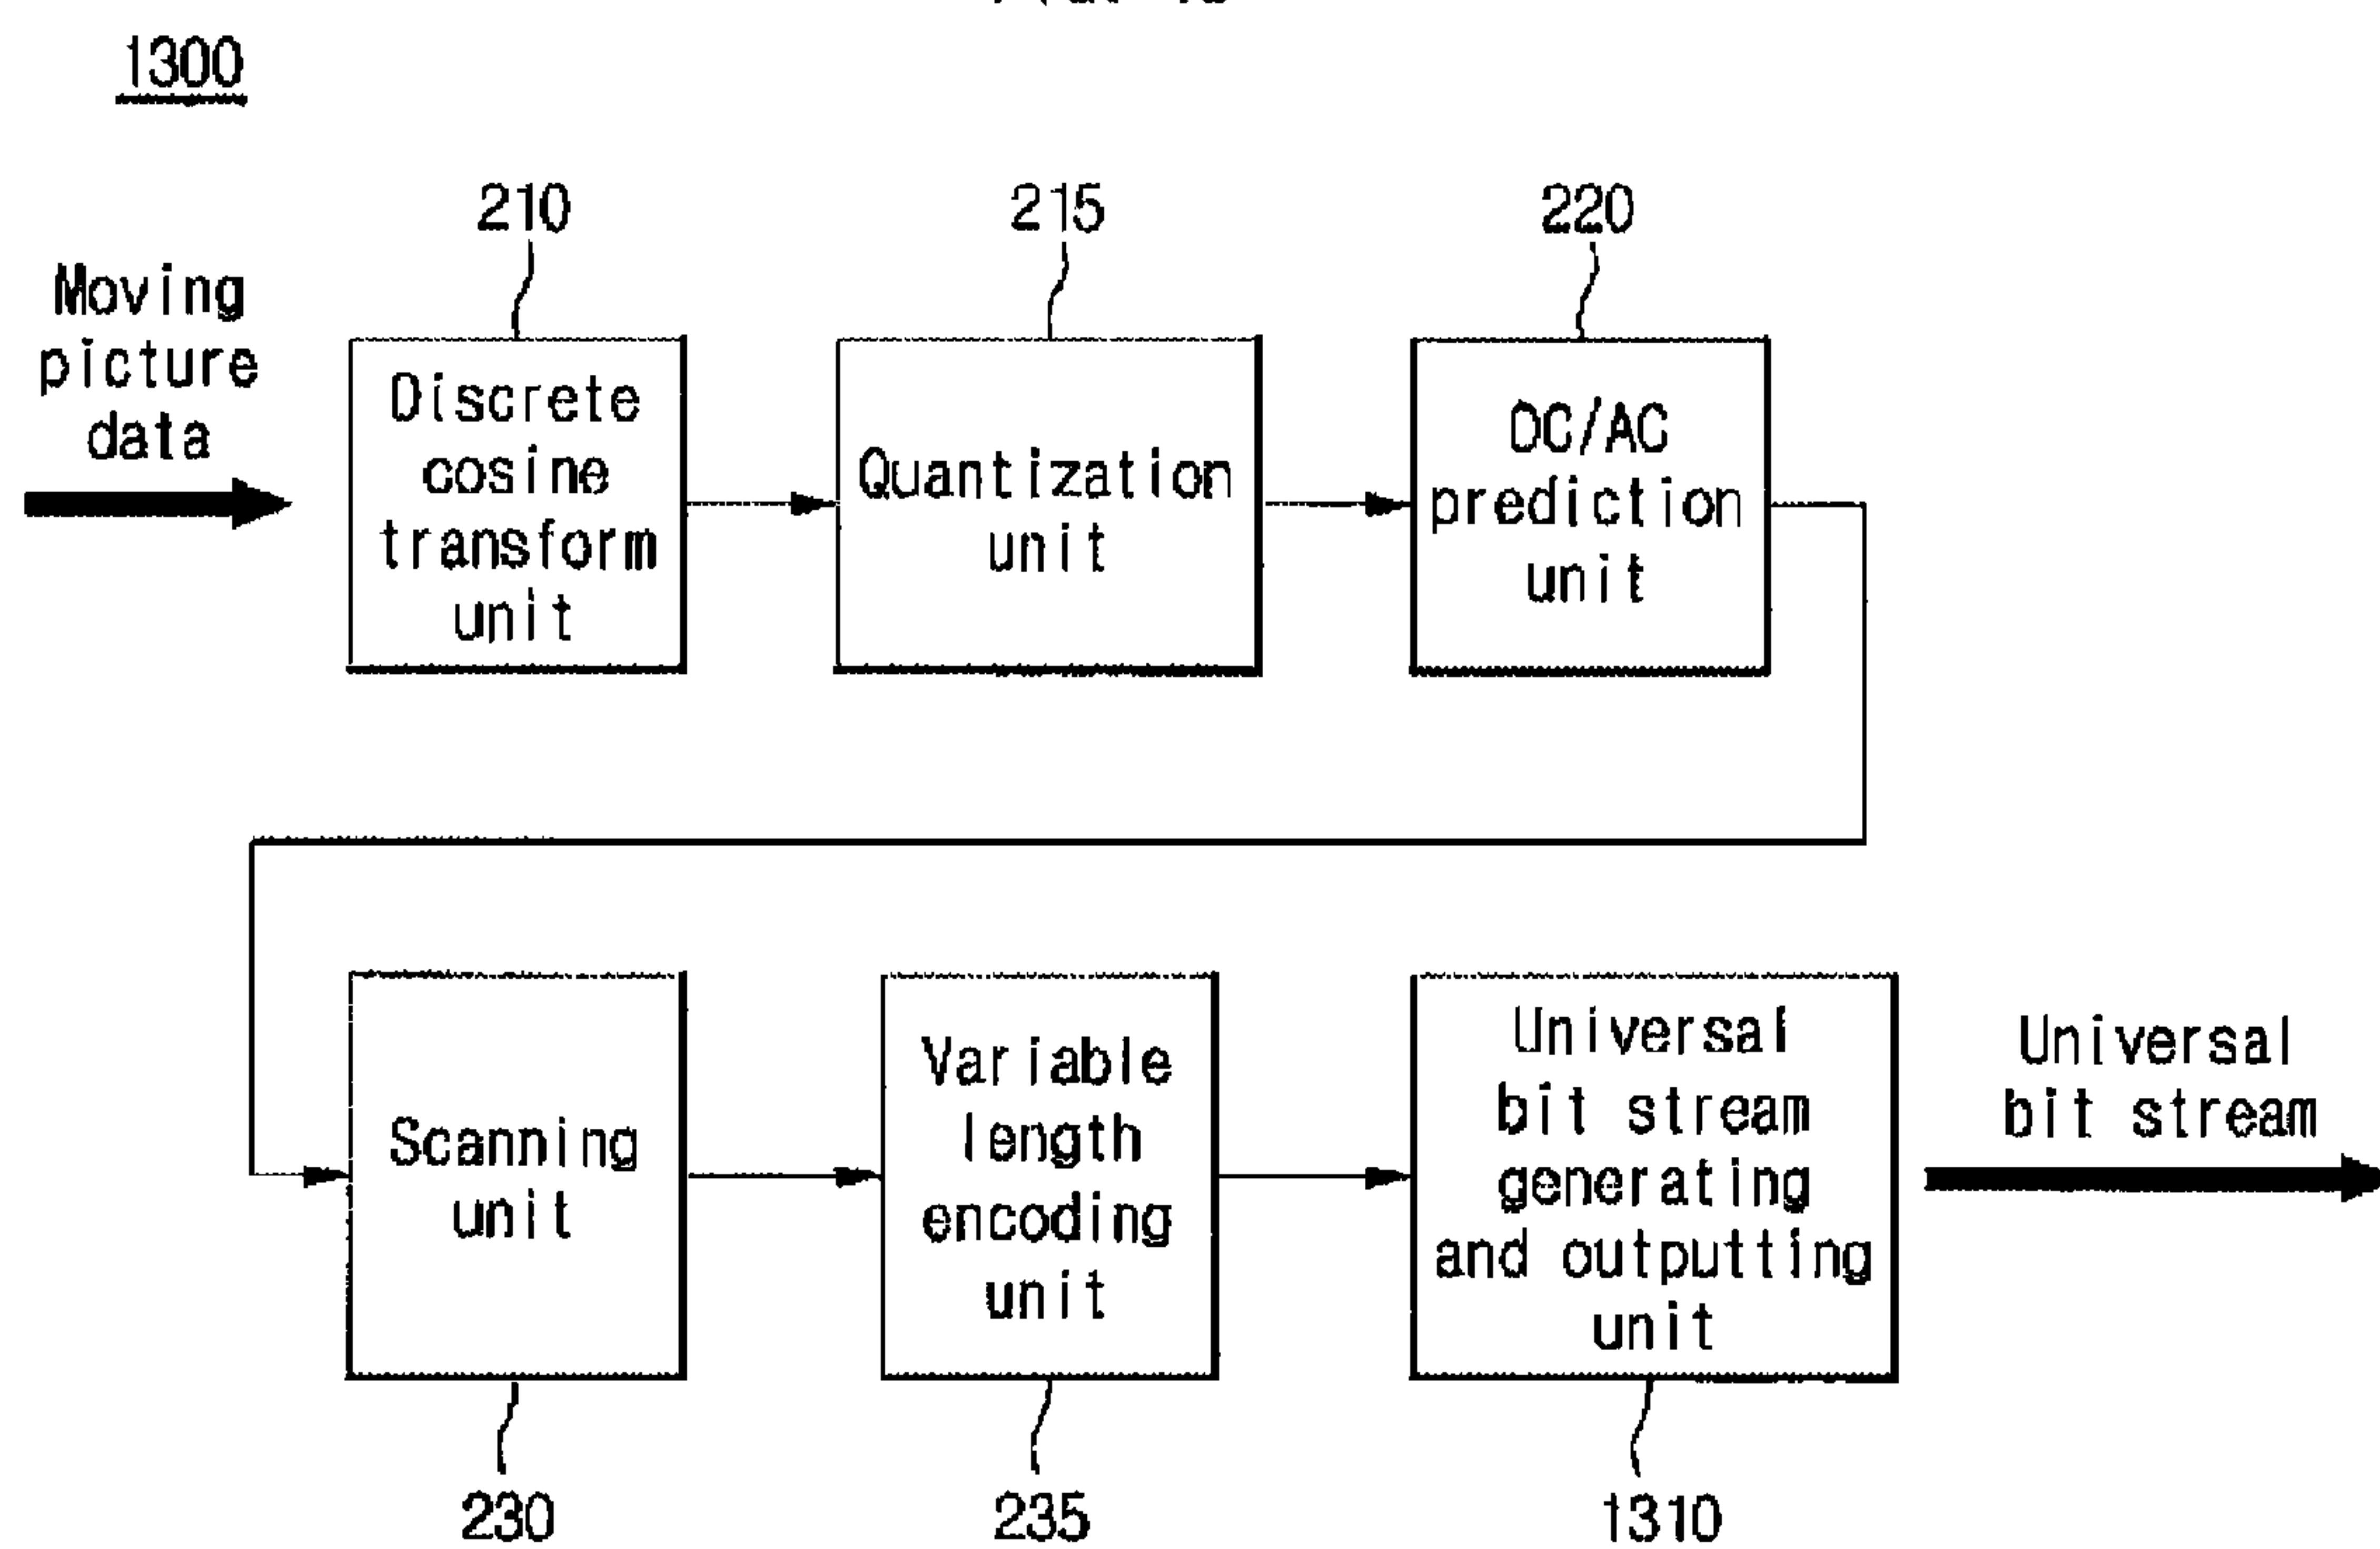 1300
210
215
220
Moving
picture
data
Discrete
cosine
transform
unit
Quantization
unit
DC/AC
prediction
unit
Scanning
unit
Variable
length
encoding
unit
Universal
bit stream
generating
and outputting
unit
Universal
bit stream
230
235
1310